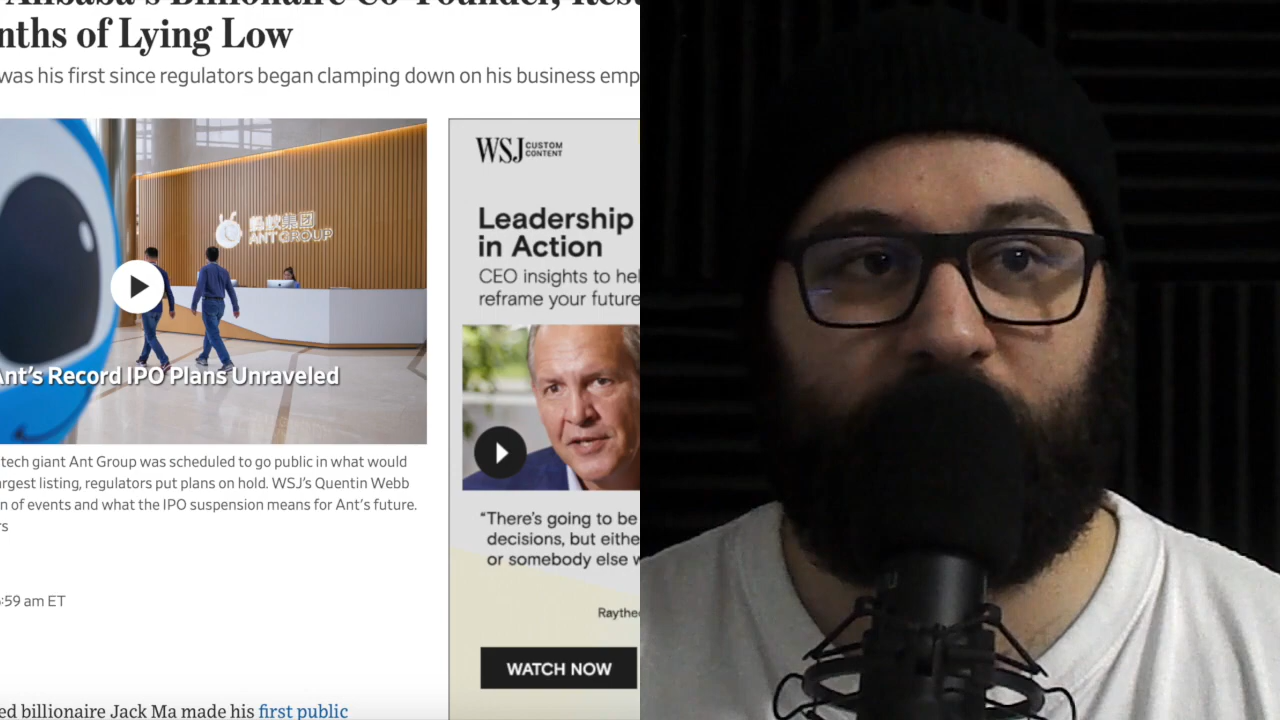 Alibaba's Billionaire Co-Founder, Res
nths of Lying Low
was his first since regulators began clamping down on his business emp
蚂蚁集团
ANT GROUP
Ant's Record IPO Plans Unraveled
tech giant Ant Group was scheduled to go public in what would
argest listing, regulators put plans on hold. WSJ's Quentin Webb
n of events and what the IPO suspension means for Ant's future.
rs
:59 am ET
ed billionaire Jack Ma made his first public
WSJ CUSTOM
CONTENT
Leadership
in Action
CEO insights to hel
reframe your future
"There's going to be
decisions, but eithe
or somebody else w
Raythe
WATCH NOW